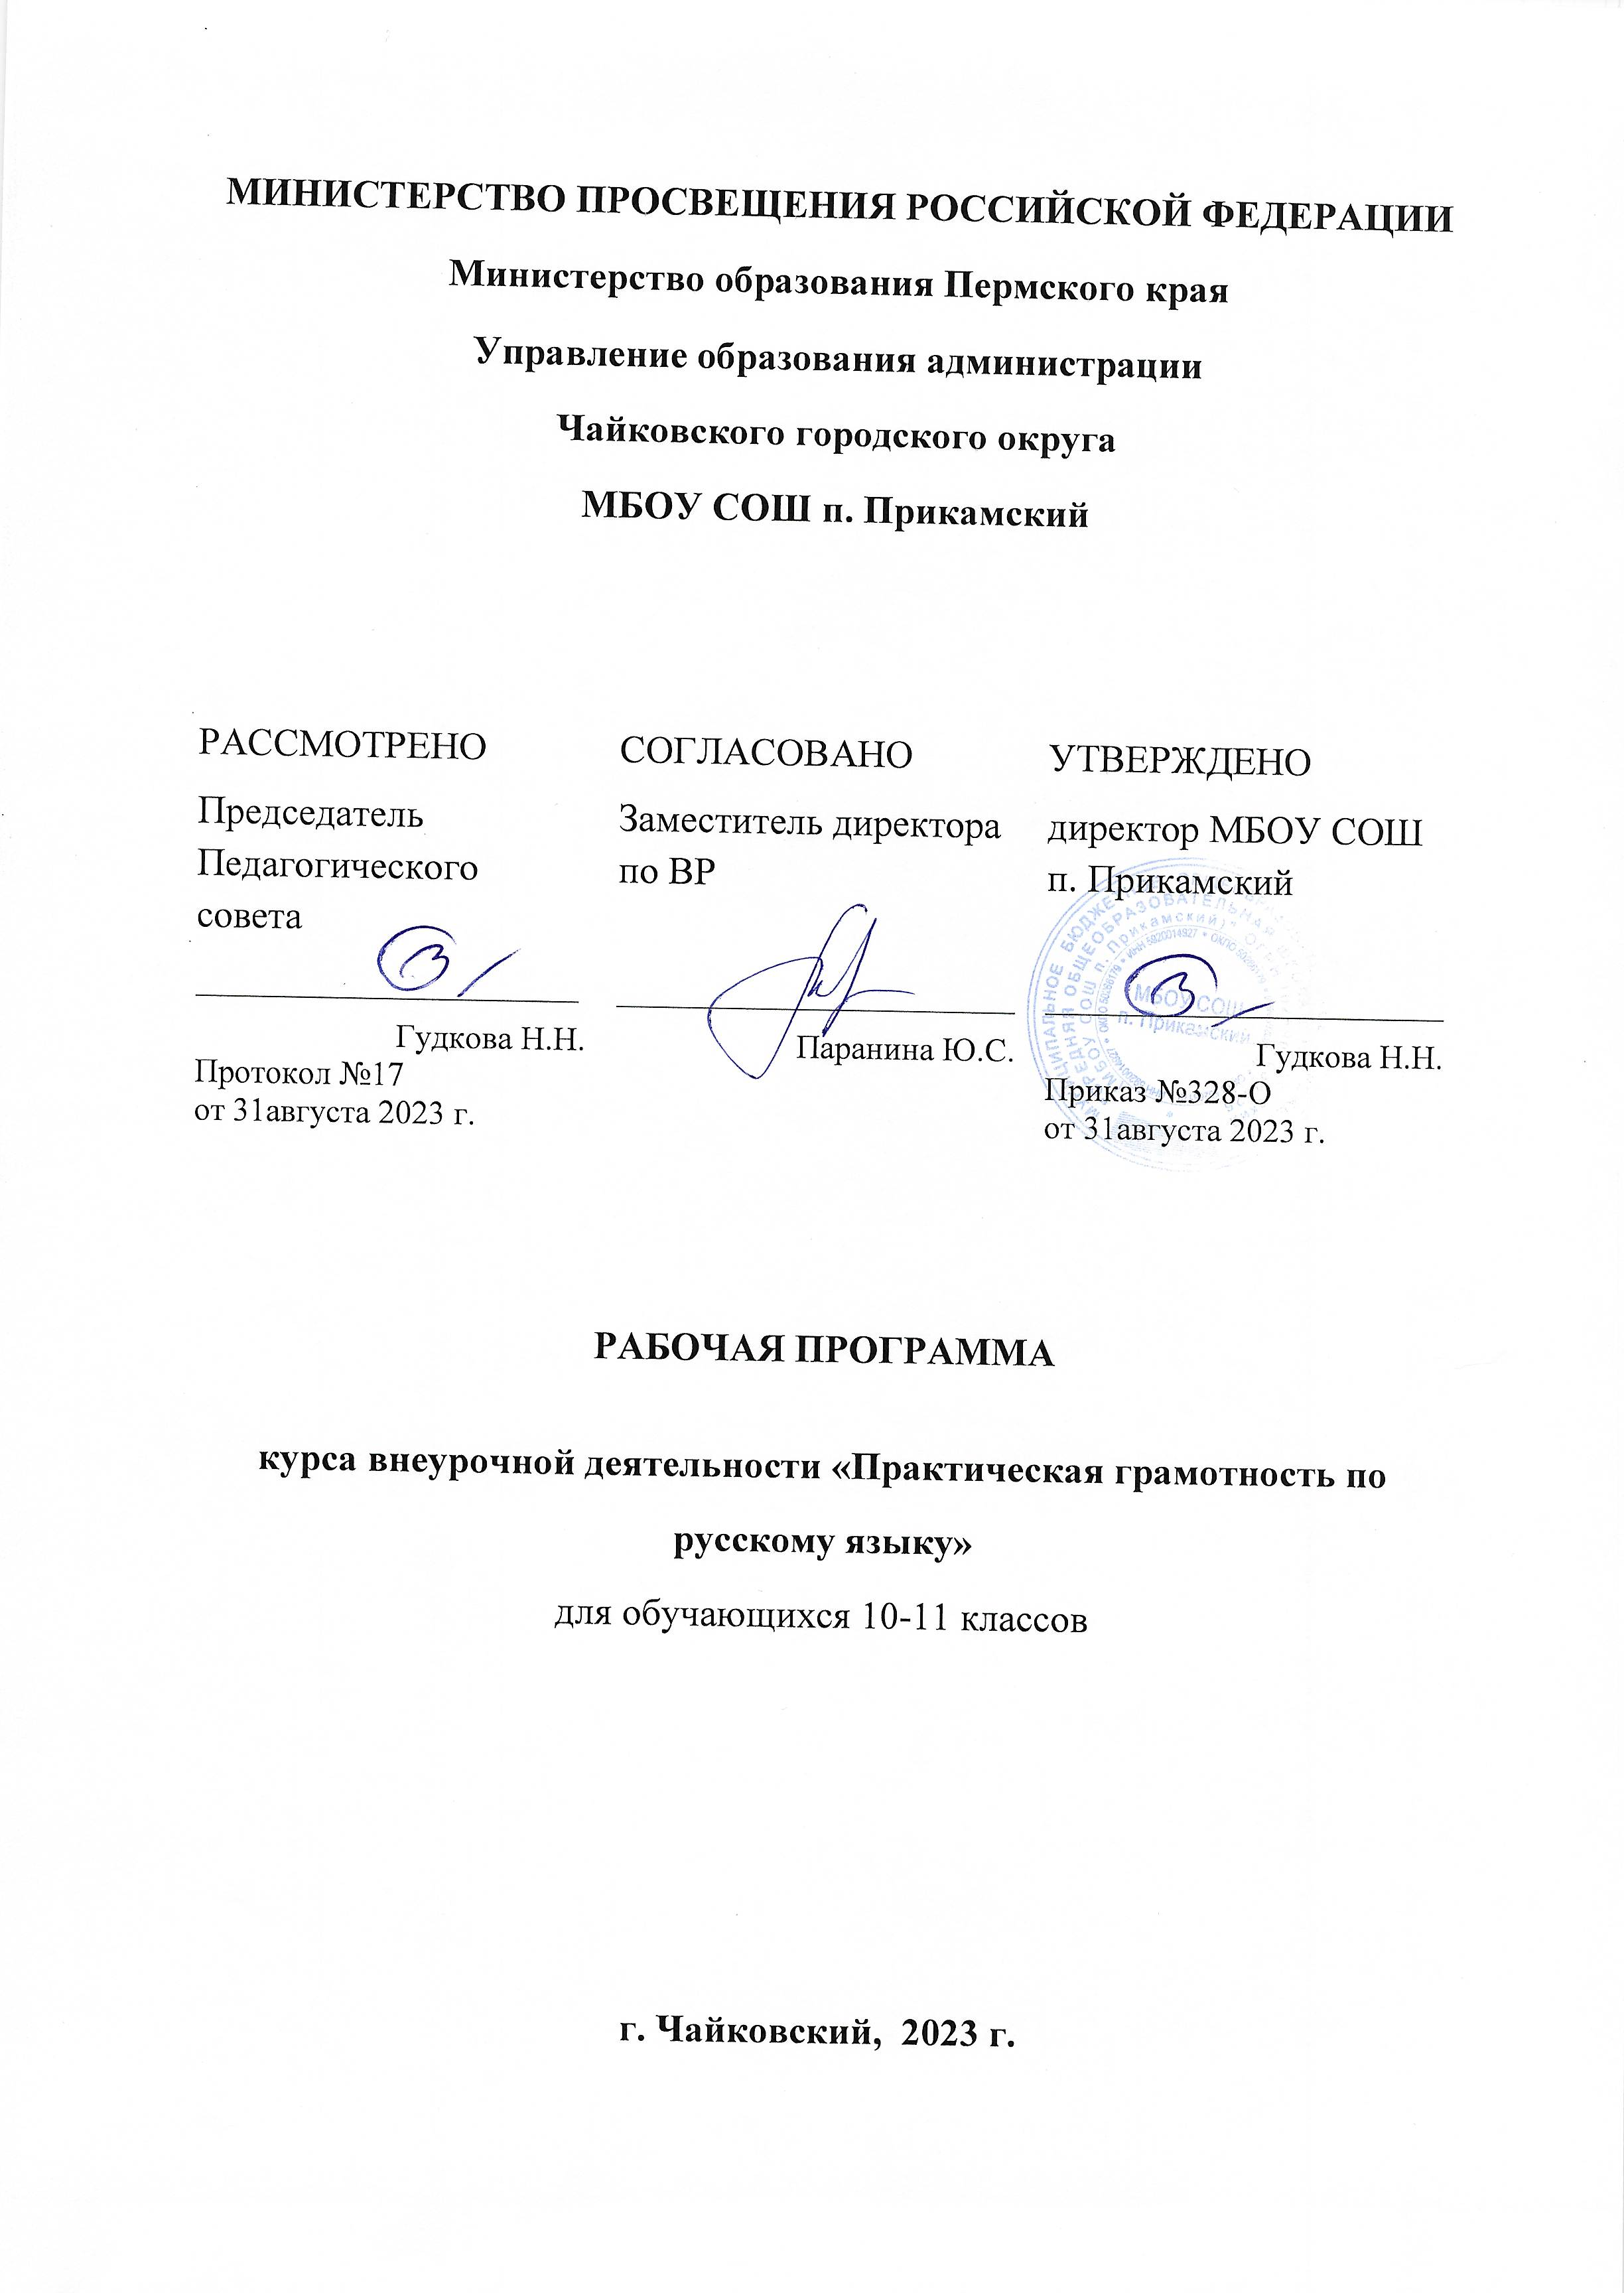 МИНИСТЕРСТВО ПРОСВЕЩЕНИЯ РОССИЙСКОЙ ФЕДЕРАЦИИ
Министерство образования Пермского края
Управление образования администрации
Чайковского городского округа
МБОУ СОШ п. Прикамский
РАССМОТРЕНО
Председатель
Педагогического
совета
Гудкова Н.Н.
Протокол №17
от 31августа 2023 г.
СОГЛАСОВАНО
Заместитель директора
по ВР
Паранина Ю.С.
УТВЕРЖДЕНО
директор МБОУ СОШ
п. Прикамский
МБОУ СОШ
п. Прикамский
Гудкова Н.Н.
Приказ №328-О
от 31августа 2023 г.
РАБОЧАЯ ПРОГРАММА
курса внеурочной деятельности «Практическая грамотность по
русскому языку»
для обучающихся 10-11 классов
г. Чайковский, 2023 г.